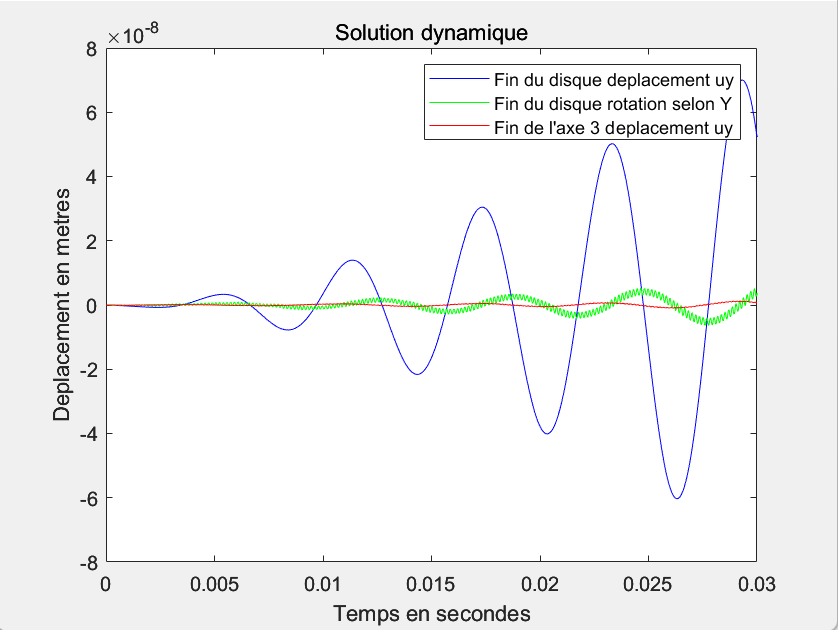 Solution dynamique
×10-8
8
6
4
2
0
-2
-4
-6
-8
Fin du disque deplacement uy
Fin du disque rotation selon Y
Fin de l'axe 3 deplacement uy
Deplacement en metres
0
0.005
0.01
0.015
0.02
0.025
0.03
Temps en secondes